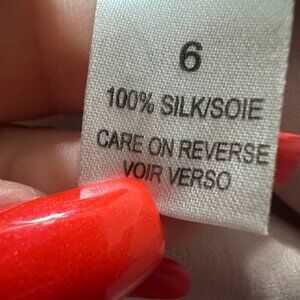 6
100% SILK/SOIE
CARE ON REVERSE
VOIR VERSO